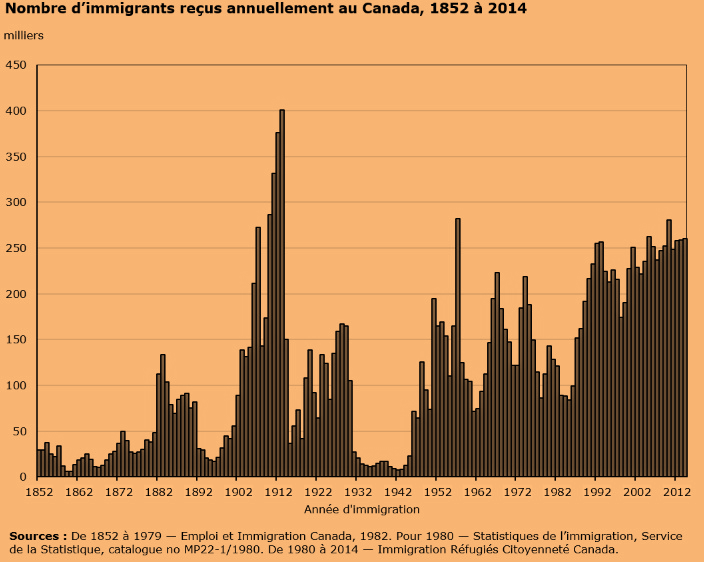 Nombre d’immigrants reçus annuellement au Canada, 1852 à 2014
milliers
450
400
350
300
250
200
150
100
50
0
1852 1862 1872 1882 1892 1902 1912 1922 1932 1942 1952 1962 1972 1982 1992 2002 2012
Année d'immigration
Sources : De 1852 à 1979 — Emploi et Immigration Canada, 1982. Pour 1980 — Statistiques de l’immigration, Service
de la Statistique, catalogue no MP22-1/1980. De 1980 à 2014 — Immigration Réfugiés Citoyenneté Canada.